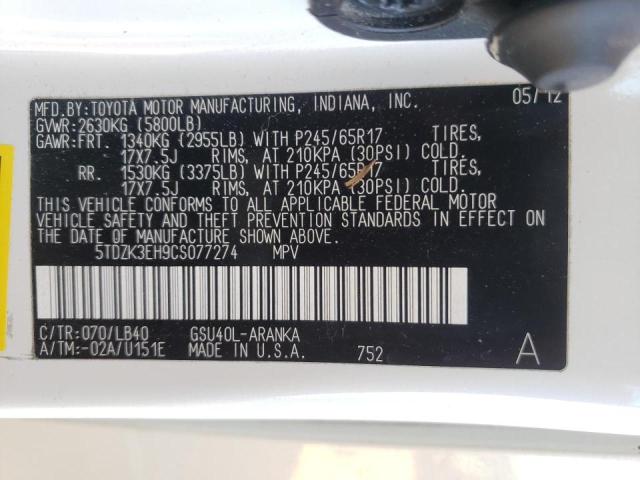 MFD.BY:TOYOTA MOTOR MANUFACTURING, INDIANA, INC. 05/12
GVWR:2630KG (5800LB)
GAWR:FRT. 1340KG (2955LB) WITH P245/65R17 TIRES,
17X7.5J RIMS, AT 210KPA (30PSI) COLD.
RR. 1530KG (3375LB) WITH P245/65R17 TIRES,
17X7.5J RIMS, AT 210KPA (30PSI) COLD.
THIS VEHICLE CONFORMS TO ALL APPLICABLE FEDERAL MOTOR
VEHICLE SAFETY AND THEFT PREVENTION STANDARDS IN EFFECT ON
THE DATE OF MANUFACTURE SHOWN ABOVE.
5TDZK3EH9CS077274 MPV
C/TR:070/LB40 GSU40L-ARANKA
A/TM:-02A/U151E MADE IN U.S.A. 752 A